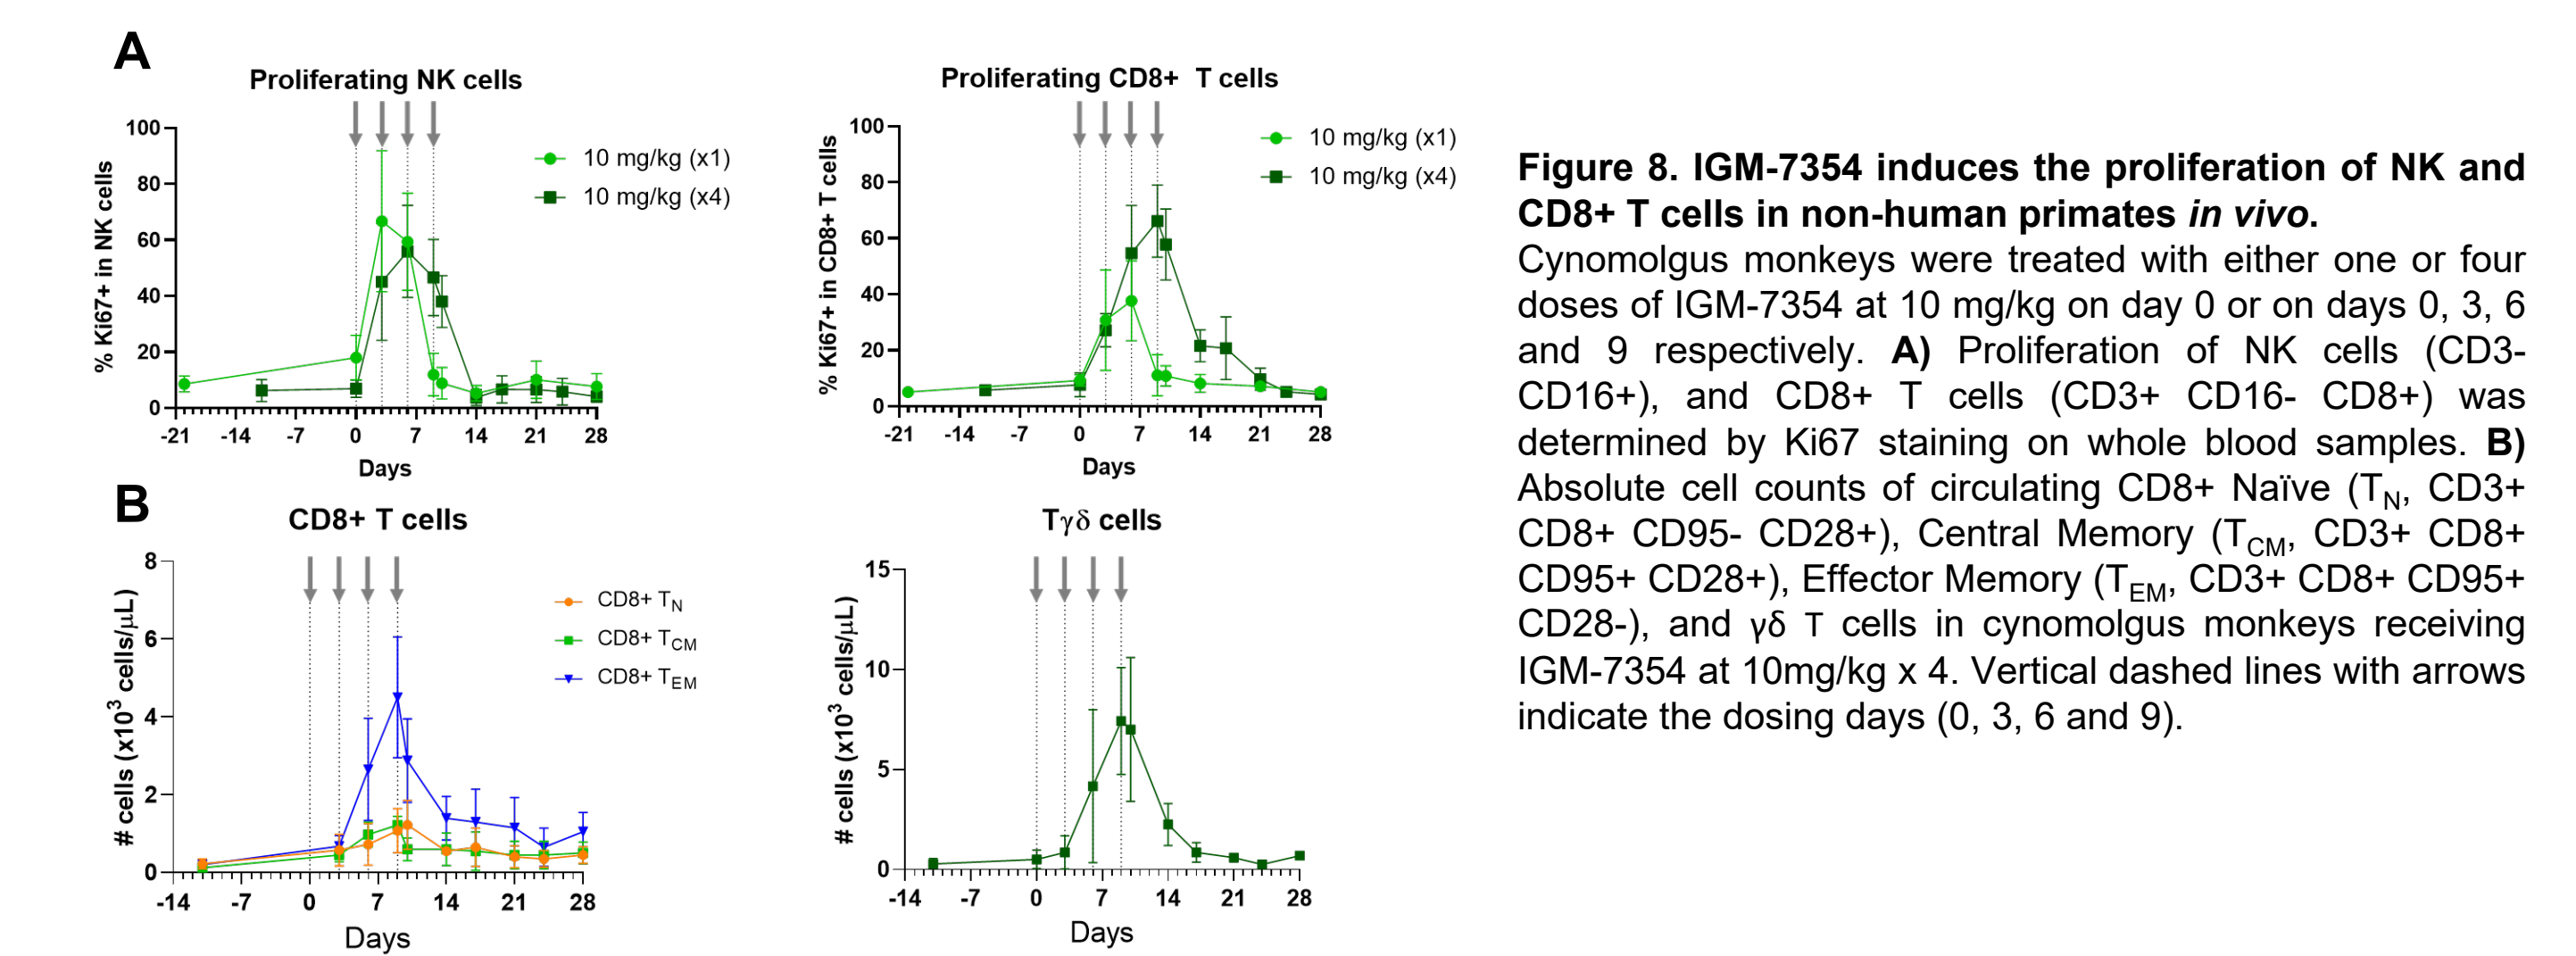 A
Proliferating NK cells
% Ki67+ in NK cells
100
80
60
40
20
0
-21 -14 -7 0 7 14 21 28
Days
10 mg/kg (x1)
10 mg/kg (x4)
Proliferating CD8+ T cells
% Ki67+ in CD8+ T cells
100
80
60
40
20
0
-21 -14 -7 0 7 14 21 28
Days
10 mg/kg (x1)
10 mg/kg (x4)
B
CD8+ T cells
# cells (x10³ cells/µL)
8
6
4
2
0
-14 -7 0 7 14 21 28
Days
CD8+ TN
CD8+ TCM
CD8+ TEM
Tγδ cells
# cells (x10³ cells/µL)
15
10
5
0
-14 -7 0 7 14 21 28
Days
Figure 8. IGM-7354 induces the proliferation of NK and
CD8+ T cells in non-human primates in vivo.
Cynomolgus monkeys were treated with either one or four
doses of IGM-7354 at 10 mg/kg on day 0 or on days 0, 3, 6
and 9 respectively. A) Proliferation of NK cells (CD3-
CD16+), and CD8+ T cells (CD3+ CD16- CD8+) was
determined by Ki67 staining on whole blood samples. B)
Absolute cell counts of circulating CD8+ Naïve (TN, CD3+
CD8+ CD95- CD28+), Central Memory (TCM, CD3+ CD8+
CD95+ CD28+), Effector Memory (TEM, CD3+ CD8+ CD95+
CD28-), and γδ T cells in cynomolgus monkeys receiving
IGM-7354 at 10mg/kg x 4. Vertical dashed lines with arrows
indicate the dosing days (0, 3, 6 and 9).